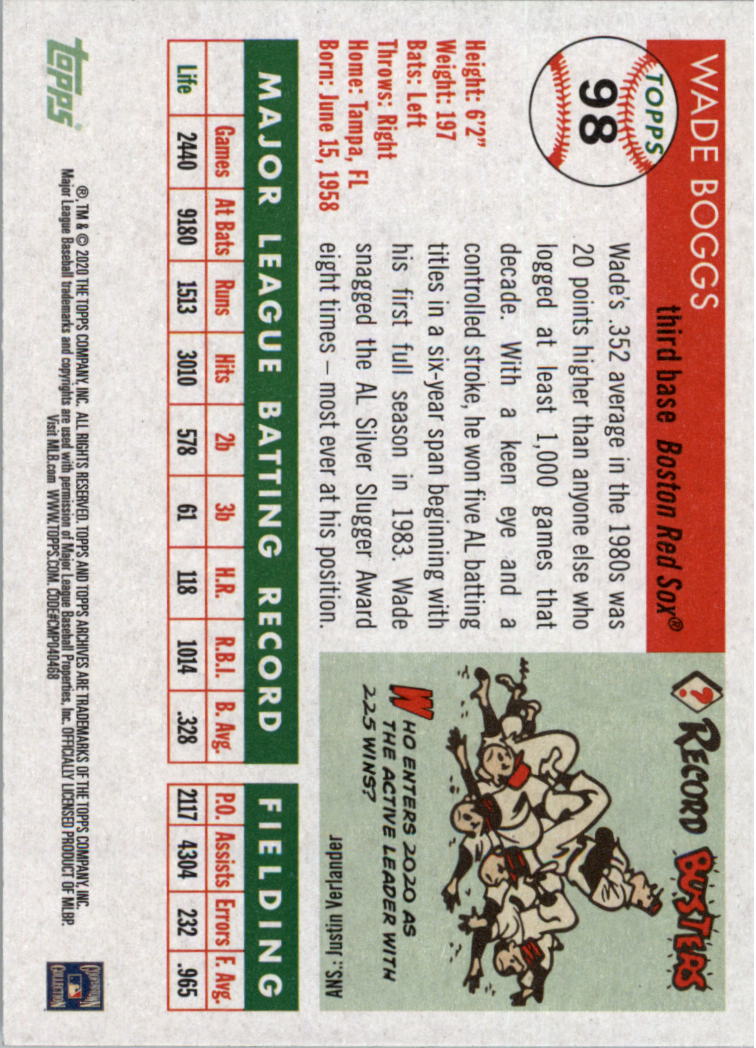 WADE BOGGS
third base Boston Red Sox®
TOPPS
98
Height: 6'2"
Weight: 197
Bats: Left
Throws: Right
Home: Tampa, FL
Born: June 15, 1958
Wade's .352 average in the 1980s was
20 points higher than anyone else who
logged at least 1,000 games that
decade. With a keen eye and a
controlled stroke, he won five AL batting
titles in a six-year span beginning with
his first full season in 1983. Wade
snagged the AL Silver Slugger Award
eight times – most ever at his position.
? RECORD BUSTERS
WHO ENTERS 2020 AS
THE ACTIVE LEADER WITH
225 WINS?
ANS.: Justin Verlander
MAJOR LEAGUE BATTING RECORD
Games At Bats Runs Hits 2b 3b H.R. R.B.I. B. Avg.
Life 2440 9180 1513 3010 578 61 118 1014 .328
FIELDING
P.O. Assists Errors F. Avg.
2117 4304 232 .965
topps®
®, TM & © 2020 THE TOPPS COMPANY, INC. ALL RIGHTS RESERVED. TOPPS AND TOPPS ARCHIVES ARE TRADEMARKS OF THE TOPPS COMPANY, INC.
Major League Baseball trademarks and copyrights are used with permission of Major League Baseball Properties, Inc. OFFICIALLY LICENSED PRODUCT OF MLBP.
Visit MLB.com WWW.TOPPS.COM. CODE#CMP040468
COOPERSTOWN
COLLECTION